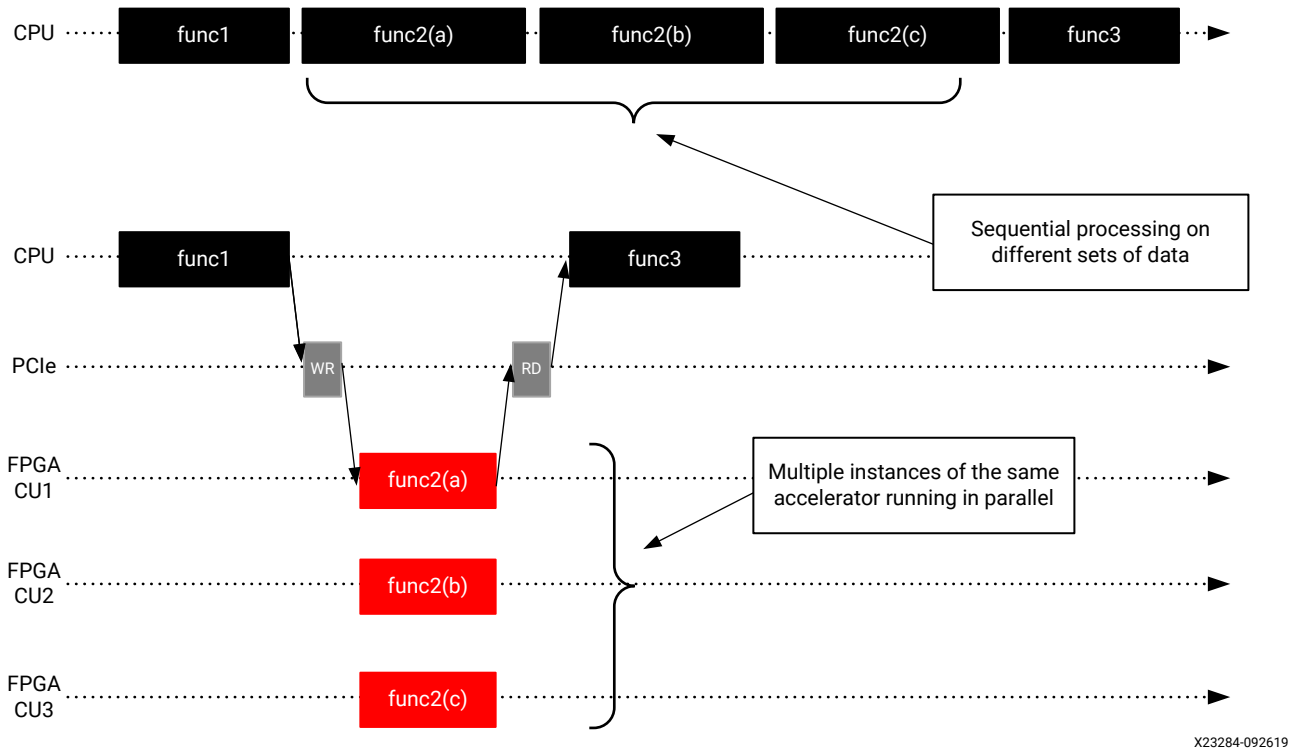 CPU
func1
func2(a)
func2(b)
func2(c)
func3
Sequential processing on
different sets of data
CPU
func1
func3
PCIe
WR
RD
FPGA
CU1
func2(a)
Multiple instances of the same
accelerator running in parallel
FPGA
CU2
func2(b)
FPGA
CU3
func2(c)
X23284-092619